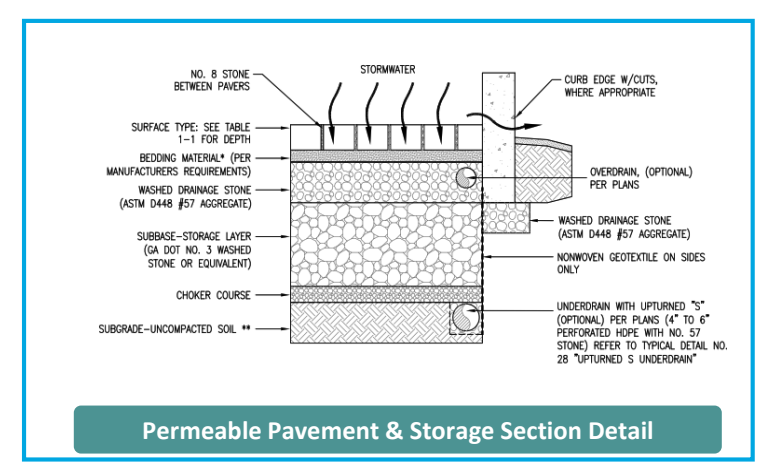 NO. 8 STONE
BETWEEN PAVERS
STORMWATER
CURB EDGE W/CUTS,
WHERE APPROPRIATE
SURFACE TYPE: SEE TABLE
1-1 FOR DEPTH
BEDDING MATERIAL* (PER
MANUFACTURERS REQUIREMENTS)
WASHED DRAINAGE STONE
(ASTM D448 #57 AGGREGATE)
SUBBASE-STORAGE LAYER
(GA DOT NO. 3 WASHED
STONE OR EQUIVALENT)
CHOKER COURSE
SUBGRADE-UNCOMPACTED SOIL **
OVERDRAIN, (OPTIONAL)
PER PLANS
WASHED DRAINAGE STONE
(ASTM D448 #57 AGGREGATE)
NONWOVEN GEOTEXTILE ON SIDES
ONLY
UNDERDRAIN WITH UPTURNED "S"
(OPTIONAL) PER PLANS (4" TO 6"
PERFORATED HDPE WITH NO. 57
STONE) REFER TO TYPICAL DETAIL NO.
28 "UPTURNED S UNDERDRAIN"
Permeable Pavement & Storage Section Detail